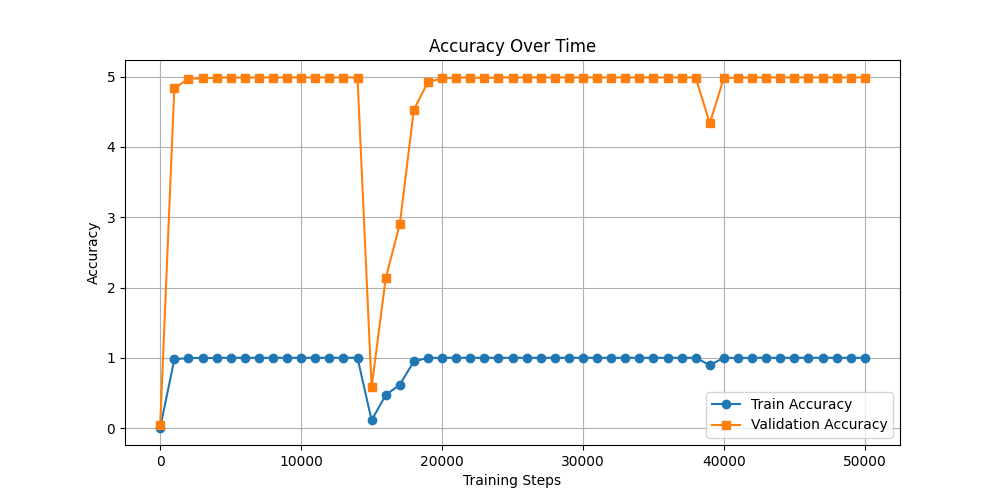 Accuracy Over Time
Accuracy
5
4
3
2
1
0
0 10000 20000 30000 40000 50000
Training Steps
Train Accuracy
Validation Accuracy